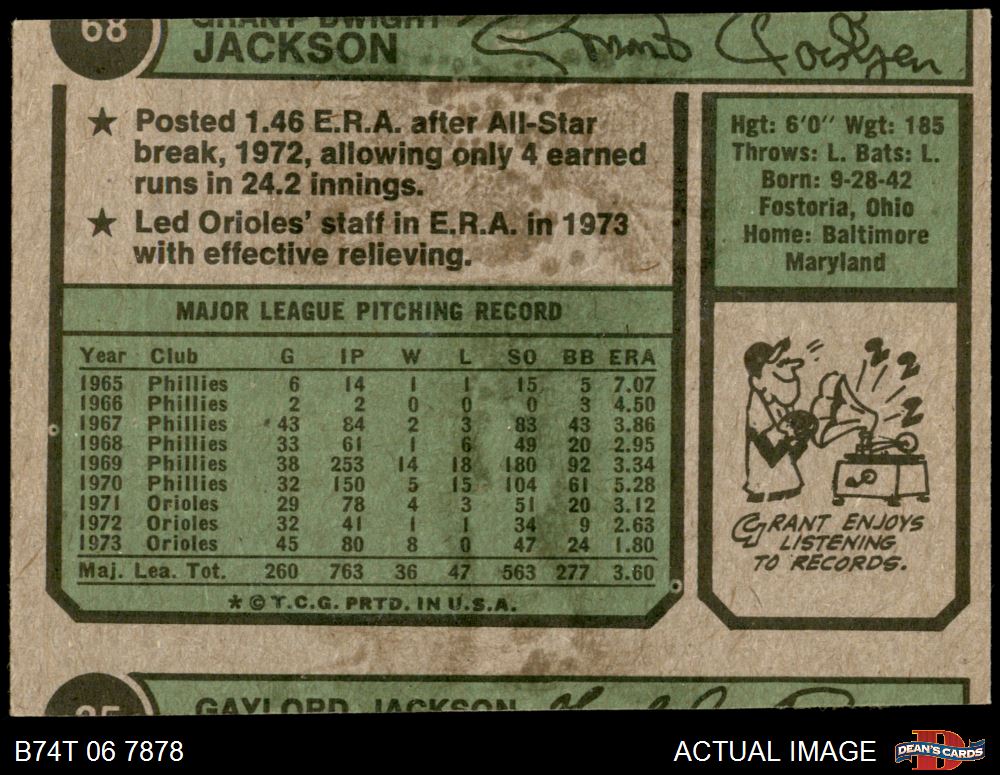 68
GRANT DWIGHT
JACKSON
Grant Jackson
★ Posted 1.46 E.R.A. after All-Star
break, 1972, allowing only 4 earned
runs in 24.2 innings.
★ Led Orioles' staff in E.R.A. in 1973
with effective relieving.
Hgt: 6'0" Wgt: 185
Throws: L. Bats: L.
Born: 9-28-42
Fostoria, Ohio
Home: Baltimore
Maryland
MAJOR LEAGUE PITCHING RECORD
Year Club G IP W L SO BB ERA
1965 Phillies 6 14 1 1 15 5 7.07
1966 Phillies 2 2 0 0 0 3 4.50
1967 Phillies 43 84 2 3 83 43 3.86
1968 Phillies 33 61 1 6 49 20 2.95
1969 Phillies 38 253 14 18 180 92 3.34
1970 Phillies 32 150 5 15 104 61 5.28
1971 Orioles 29 78 4 3 51 20 3.12
1972 Orioles 32 41 1 1 34 9 2.63
1973 Orioles 45 80 8 0 47 24 1.80
Maj. Lea. Tot. 260 763 36 47 563 277 3.60
* © T.C.G. PRTD. IN U.S.A.
Z Z Z
GRANT ENJOYS
LISTENING
TO RECORDS.
GAYLORD JACKSON
B74T 06 7878
ACTUAL IMAGE
DEAN'S CARDS